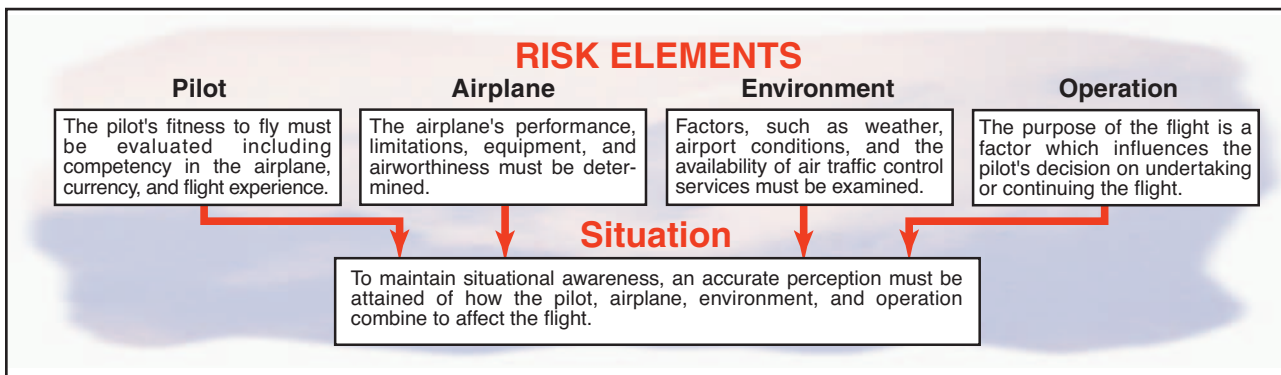 RISK ELEMENTS
Pilot
The pilot's fitness to fly must
be evaluated including
competency in the airplane,
currency, and flight experience.
Airplane
The airplane's performance,
limitations, equipment, and
airworthiness must be deter-
mined.
Environment
Factors, such as weather,
airport conditions, and the
availability of air traffic control
services must be examined.
Operation
The purpose of the flight is a
factor which influences the
pilot's decision on undertaking
or continuing the flight.
Situation
To maintain situational awareness, an accurate perception must be
attained of how the pilot, airplane, environment, and operation
combine to affect the flight.